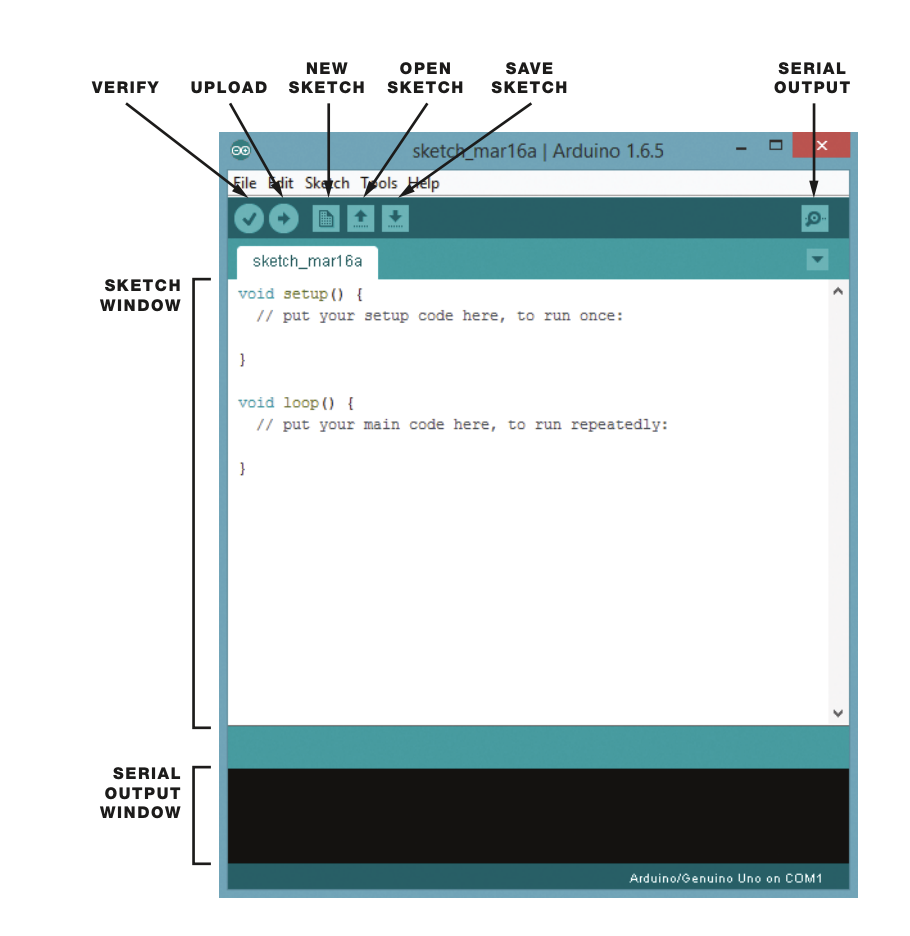 VERIFY
UPLOAD
NEW
SKETCH
OPEN
SKETCH
SAVE
SKETCH
SERIAL
OUTPUT
sketch_mar16a | Arduino 1.6.5
File Edit Sketch Tools Help
sketch_mar16a
SKETCH
WINDOW
void setup() {
  // put your setup code here, to run once:
}
void loop() {
  // put your main code here, to run repeatedly:
}
SERIAL
OUTPUT
WINDOW
Arduino/Genuino Uno on COM1